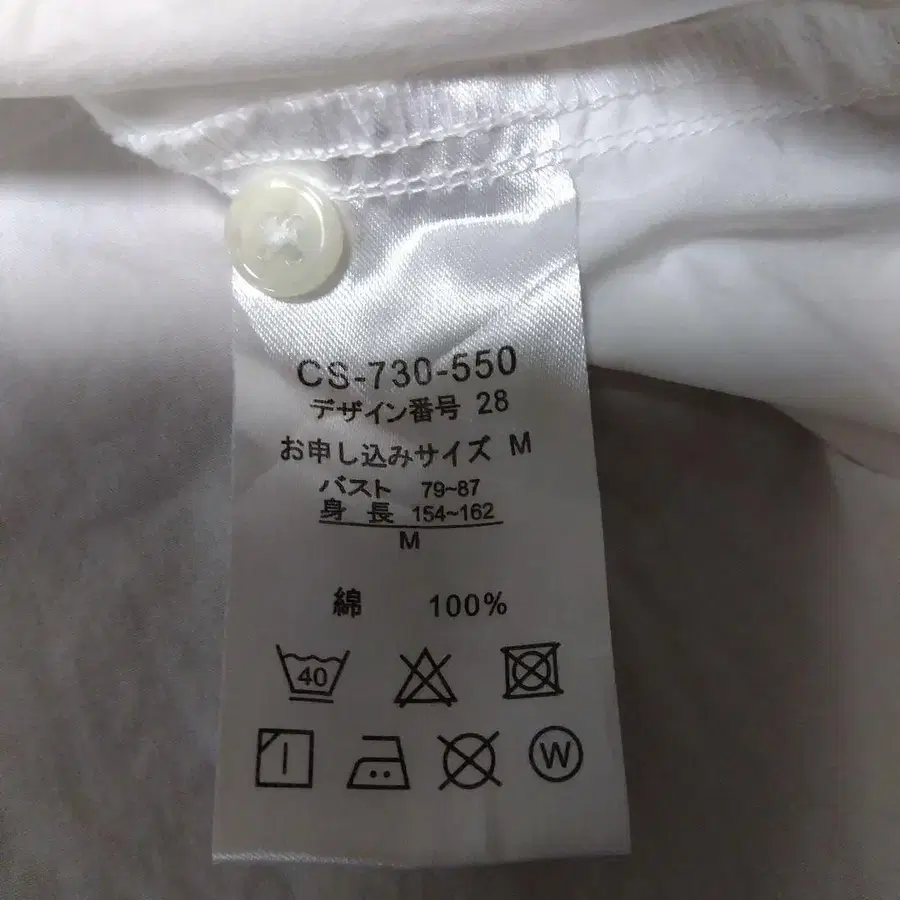 CS-730-550
デザイン番号 28
お申し込みサイズ M
バスト 79~87
身長 154~162
M
綿 100%
40
W